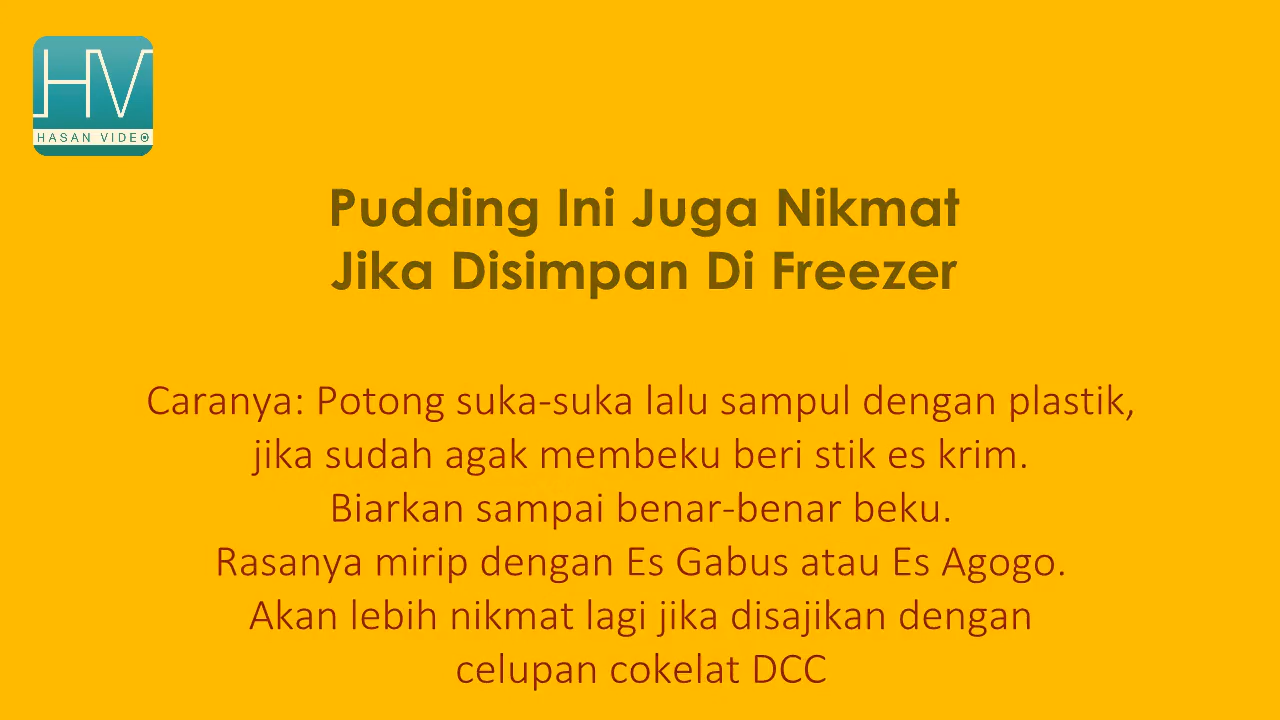 HV
HASAN VIDEO
Pudding Ini Juga Nikmat
Jika Disimpan Di Freezer
Caranya: Potong suka-suka lalu sampul dengan plastik,
jika sudah agak membeku beri stik es krim.
Biarkan sampai benar-benar beku.
Rasanya mirip dengan Es Gabus atau Es Agogo.
Akan lebih nikmat lagi jika disajikan dengan
celupan cokelat DCC